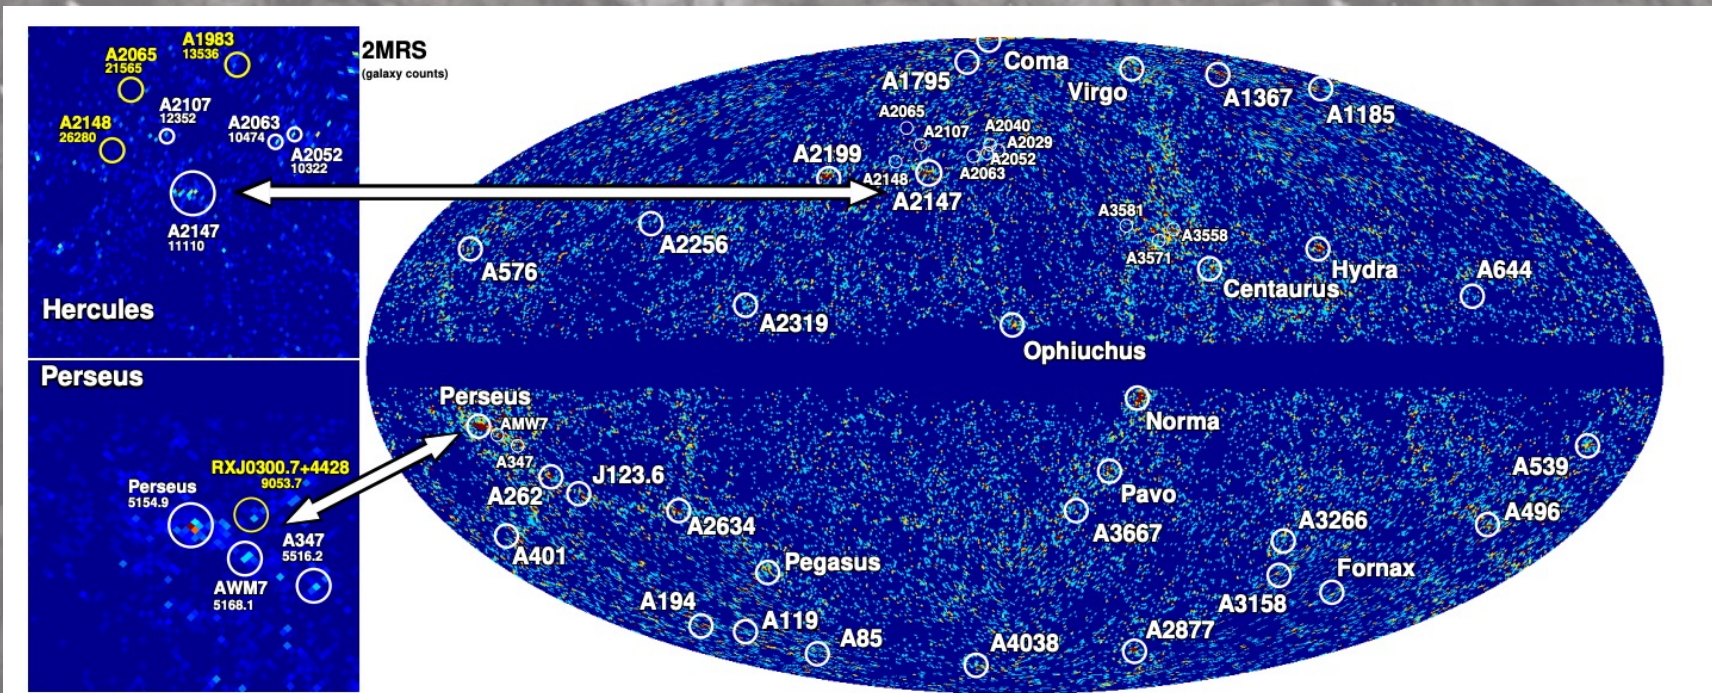 A1983
13536
A2065
21565
A2107
12352
A2148
26280
A2063
10474
A2052
10322
A2147
11110
Hercules
Perseus
RXJ0300.7+4428
9053.7
Perseus
5154.9
A347
5516.2
AWM7
5168.1
2MRS
(galaxy counts)
Coma
A1795
Virgo
A1367
A1185
A2065
A2107
A2040
A2029
A2052
A2063
A2199
A2148
A2147
A2256
A576
A2319
A3581
A3558
A3571
Hydra
Centaurus
A644
Ophiuchus
Perseus
AMW7
A347
Norma
A262
J123.6
A2634
A401
Pavo
A3667
A539
A496
A3266
Pegasus
Fornax
A3158
A194
A119
A85
A4038
A2877